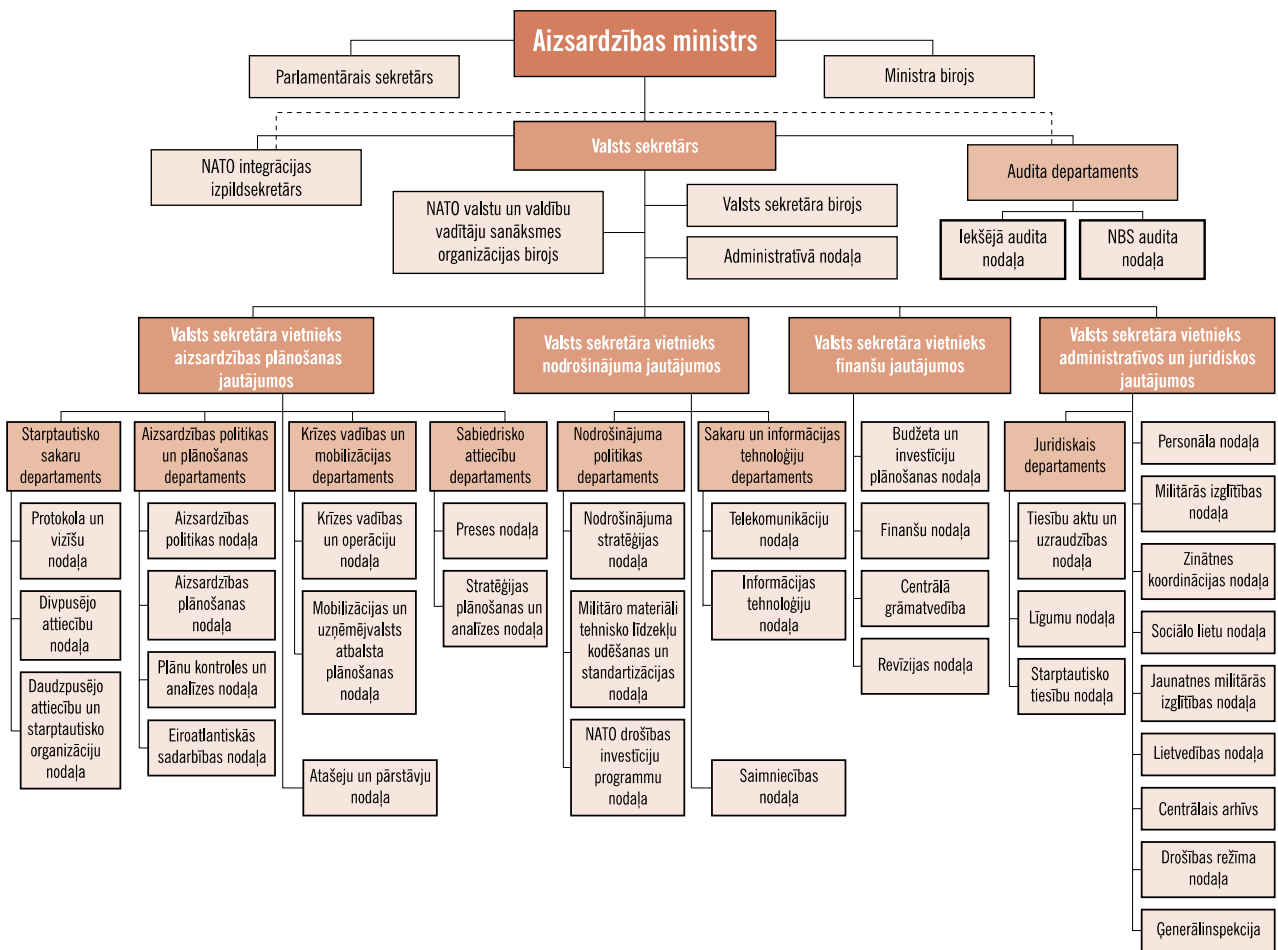 Aizsardzības ministrs
Parlamentārais sekretārs
Ministra birojs
Valsts sekretārs
NATO integrācijas
izpildsekretārs
Audita departaments
NATO valstu un valdību
vadītāju sanāksmes
organizācijas birojs
Valsts sekretāra birojs
Administratīvā nodaļa
Iekšējā audita
nodaļa
NBS audita
nodaļa
Valsts sekretāra vietnieks
aizsardzības plānošanas
jautājumos
Valsts sekretāra vietnieks
nodrošinājuma jautājumos
Valsts sekretāra vietnieks
finanšu jautājumos
Valsts sekretāra vietnieks
administratīvos un juridiskos
jautājumos
Starptautisko
sakaru
departaments
Protokola un
vizīšu
nodaļa
Divpusējo
attiecību
nodaļa
Daudzpusējo
attiecību un
starptautisko
organizāciju
nodaļa
Aizsardzības politikas
un plānošanas
departaments
Aizsardzības
politikas nodaļa
Aizsardzības
plānošanas
nodaļa
Plānu kontroles un
analīzes nodaļa
Eiroatlantiskās
sadarbības nodaļa
Krīzes vadības un
mobilizācijas
departaments
Krīzes vadības
un operāciju
nodaļa
Mobilizācijas un
uzņēmējvalsts
atbalsta
plānošanas
nodaļa
Atašeju un pārstāvju
nodaļa
Sabiedrisko
attiecību
departaments
Preses nodaļa
Stratēģijas
plānošanas un
analīzes nodaļa
Nodrošinājuma
politikas
departaments
Nodrošinājuma
stratēģijas
nodaļa
Militāro materiāli
tehnisko līdzekļu
kodēšanas un
standartizācijas
nodaļa
NATO drošības
investīciju
programmu
nodaļa
Sakaru un informācijas
tehnoloģiju
departaments
Telekomunikāciju
nodaļa
Informācijas
tehnoloģiju
nodaļa
Saimniecības
nodaļa
Budžeta un
investīciju
plānošanas nodaļa
Finanšu nodaļa
Centrālā
grāmatvedība
Revīzijas nodaļa
Juridiskais
departaments
Tiesību aktu un
uzraudzības
nodaļa
Līgumu nodaļa
Starptautisko
tiesību nodaļa
Personāla nodaļa
Militārās izglītības
nodaļa
Zinātnes
koordinācijas nodaļa
Sociālo lietu nodaļa
Jaunatnes militārās
izglītības nodaļa
Lietvedības nodaļa
Centrālais arhīvs
Drošības režīma
nodaļa
Ģenerālinspekcija